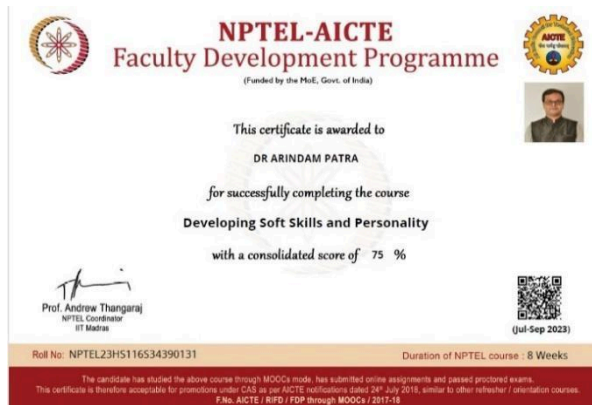 NPTEL-AICTE
Faculty Development Programme
(Funded by the MoE, Govt. of India)
AICTE
This certificate is awarded to
DR ARINDAM PATRA
for successfully completing the course
Developing Soft Skills and Personality
with a consolidated score of 75 %
Prof. Andrew Thangaraj
NPTEL Coordinator
IIT Madras
(Jul-Sep 2023)
Roll No: NPTEL23HS116S34390131
Duration of NPTEL course : 8 Weeks
The candidate has studied the above course through MOOCs mode, has submitted online assignments and passed proctored exams.
This certificate is therefore acceptable for promotions under CAS as per AICTE notifications dated 24th July 2018, similar to other refresher / orientation courses.
F.No. AICTE / RIFD / FDP through MOOCs / 2017-18